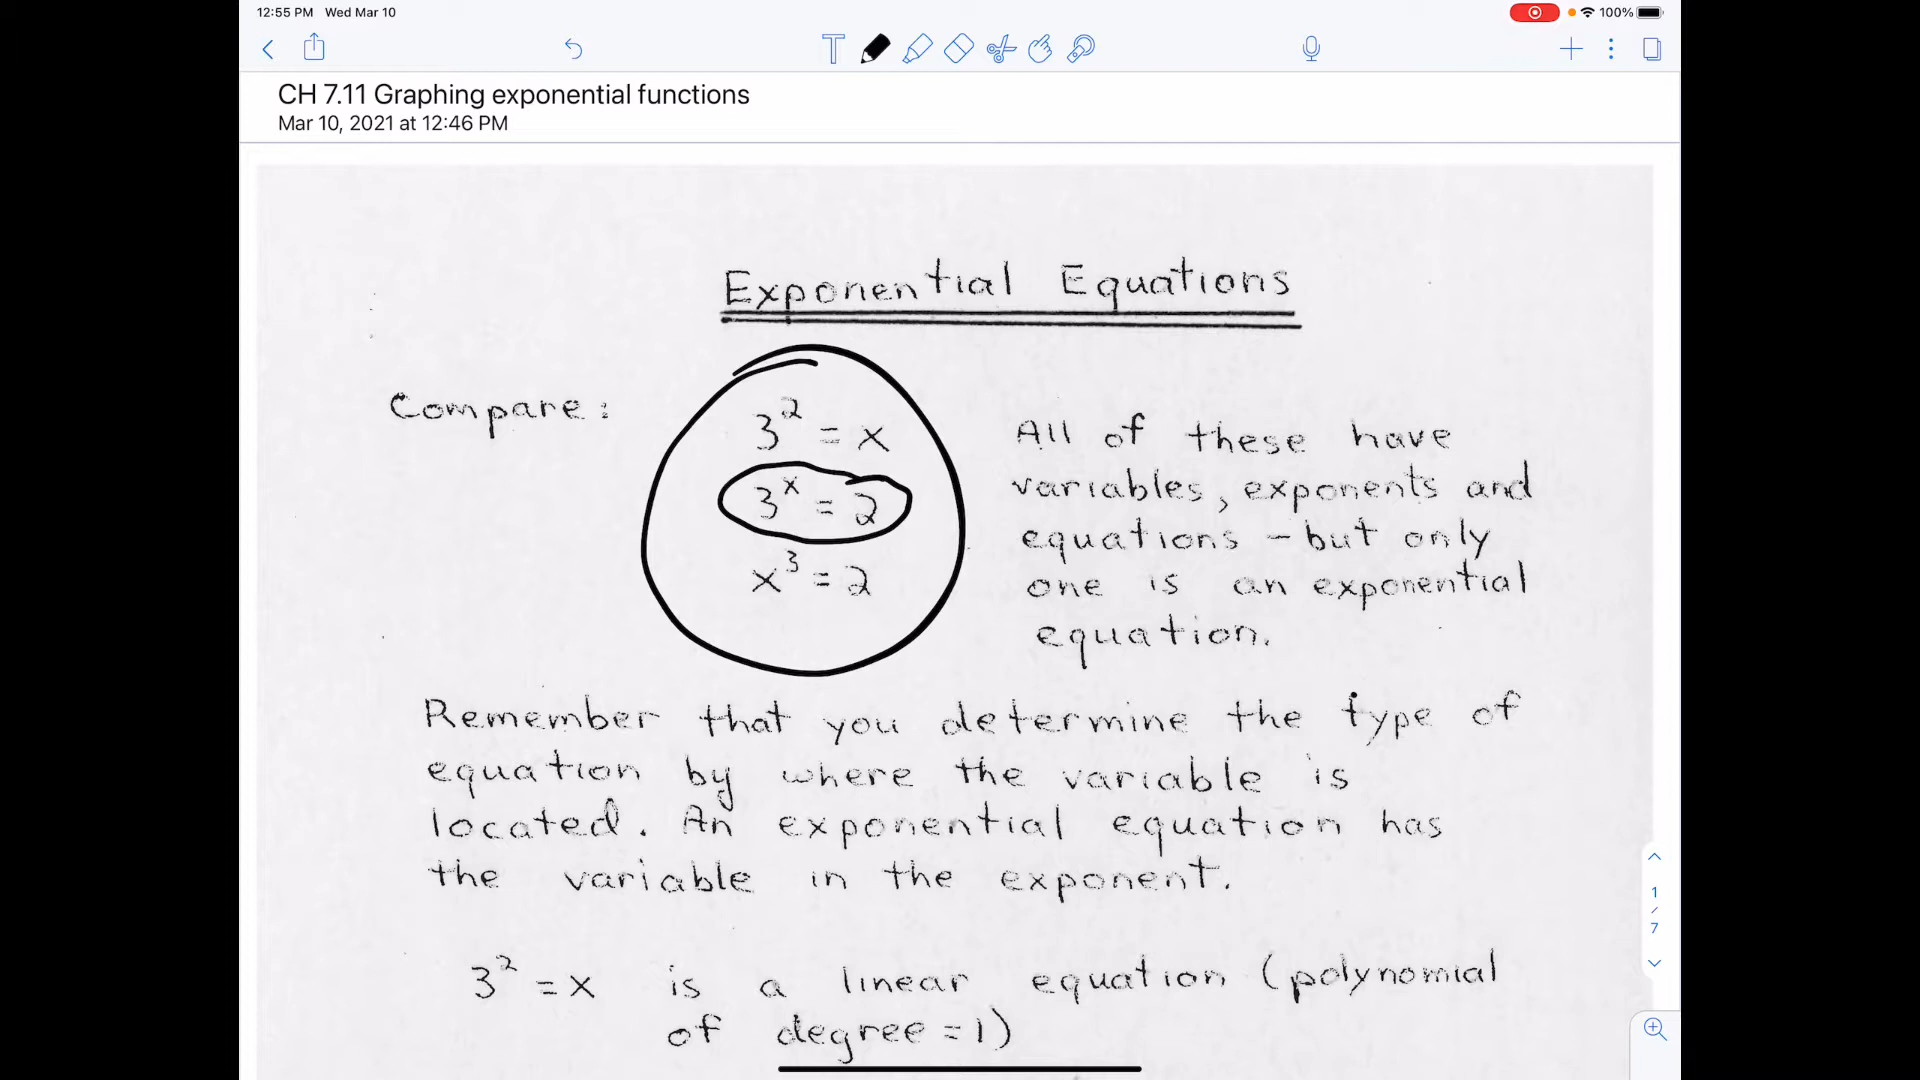 12:55 PM Wed Mar 10
100%
CH 7.11 Graphing exponential functions
Mar 10, 2021 at 12:46 PM
Exponential Equations
Compare:
3² = x
3ˣ = 2
x³ = 2
All of these have
variables, exponents and
equations – but only
one is an exponential
equation.
Remember that you determine the type of
equation by where the variable is
located. An exponential equation has
the variable in the exponent.
3² = x is a linear equation (polynomial
of degree = 1)
1
/
7